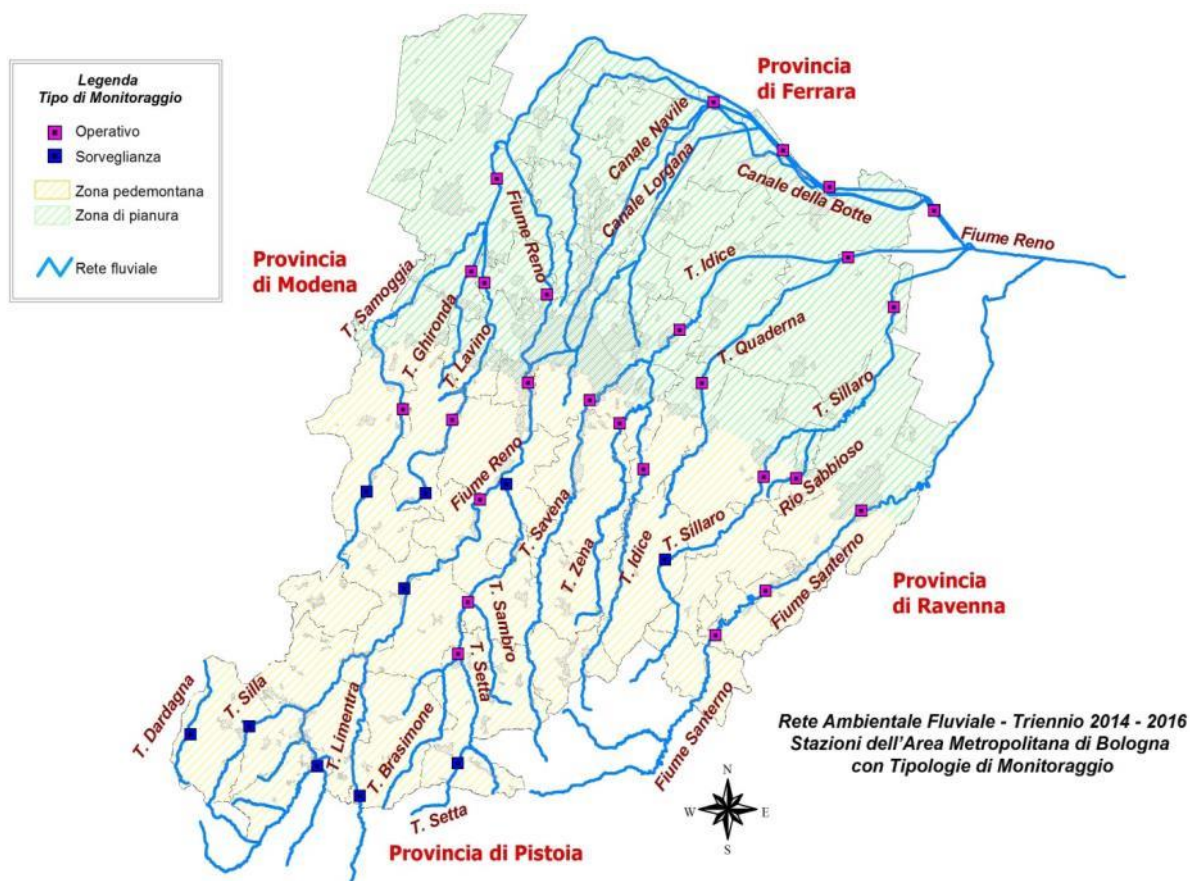 Legenda
Tipo di Monitoraggio
Operativo
Sorveglianza
Zona pedemontana
Zona di pianura
Rete fluviale
Provincia
di Ferrara
Canale Navile
Canale Lorgana
Canale della Botte
Fiume Reno
Fiume Reno
Provincia
di Modena
T. Samoggia
T. Ghironda
T. Lavino
T. Idice
T. Quaderna
T. Sillaro
Rio Sabbioso
Fiume Reno
T. Savena
T. Zena
T. Idice
T. Sillaro
Fiume Santerno
Provincia
di Ravenna
T. Sambro
T. Setta
T. Dardagna
T. Silla
T. Limentra
T. Brasimone
T. Setta
Fiume Santerno
Provincia di Pistoia
Rete Ambientale Fluviale - Triennio 2014 - 2016
Stazioni dell'Area Metropolitana di Bologna
con Tipologie di Monitoraggio
N
W
E
S